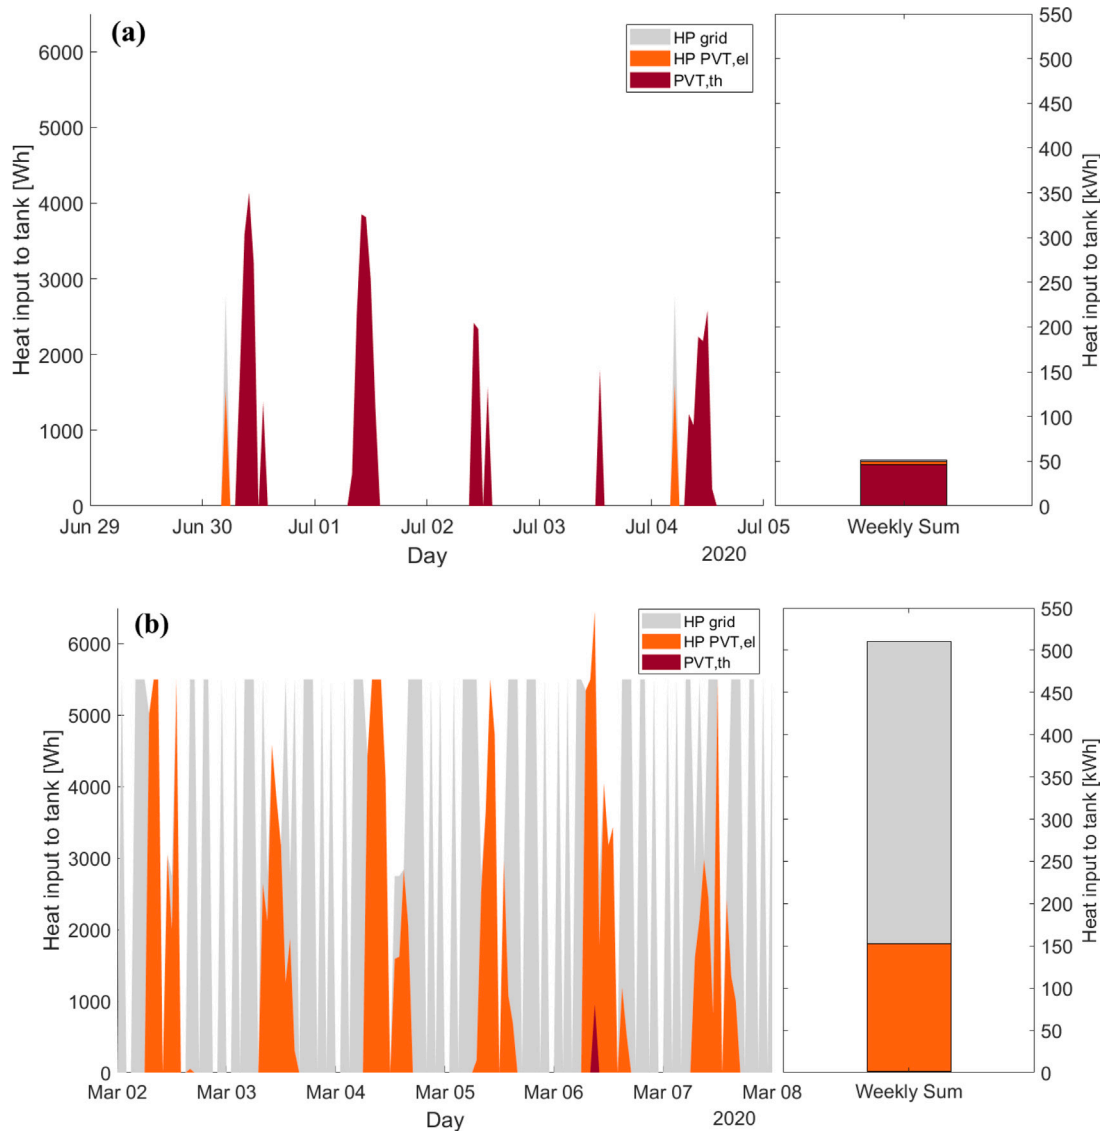 (a)
HP grid
HP PVT,el
PVT,th
Heat input to tank [Wh]
6000
5000
4000
3000
2000
1000
0
Jun 29
Jun 30
Jul 01
Jul 02
Jul 03
Jul 04
Jul 05
Day
2020
550
500
450
400
350
300
250
200
150
100
50
0
Heat input to tank [kWh]
Weekly Sum
(b)
HP grid
HP PVT,el
PVT,th
Heat input to tank [Wh]
6000
5000
4000
3000
2000
1000
0
Mar 02
Mar 03
Mar 04
Mar 05
Mar 06
Mar 07
Mar 08
Day
2020
550
500
450
400
350
300
250
200
150
100
50
0
Heat input to tank [kWh]
Weekly Sum